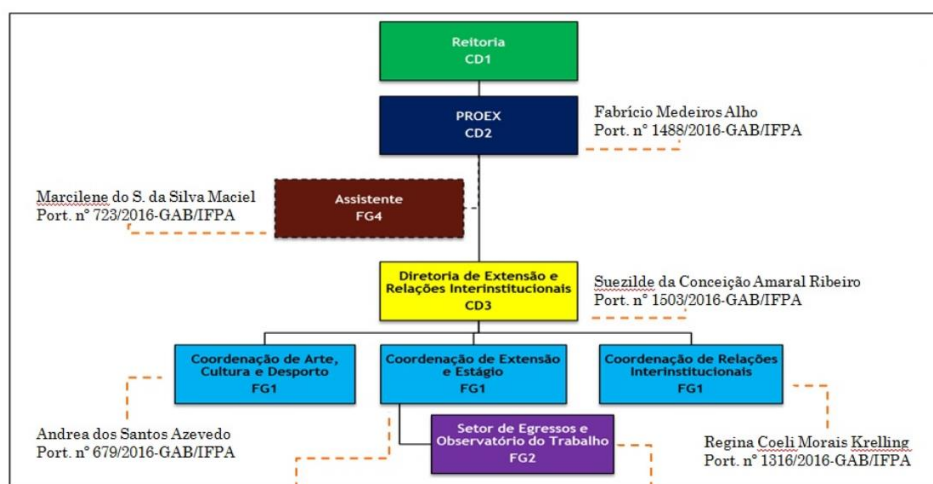 Reitoria
CD1
PROEX
CD2
Fabrício Medeiros Alho
Port. n° 1488/2016-GAB/IFPA
Marcilene do S. da Silva Maciel
Port. n° 723/2016-GAB/IFPA
Assistente
FG4
Diretoria de Extensão e
Relações Interinstitucionais
CD3
Suezilde da Conceição Amaral Ribeiro
Port. n° 1503/2016-GAB/IFPA
Coordenação de Arte,
Cultura e Desporto
FG1
Coordenação de Extensão
e Estágio
FG1
Coordenação de Relações
Interinstitucionais
FG1
Andrea dos Santos Azevedo
Port. n° 679/2016-GAB/IFPA
Setor de Egressos e
Observatório do Trabalho
FG2
Regina Coeli Morais Krelling
Port. n° 1316/2016-GAB/IFPA